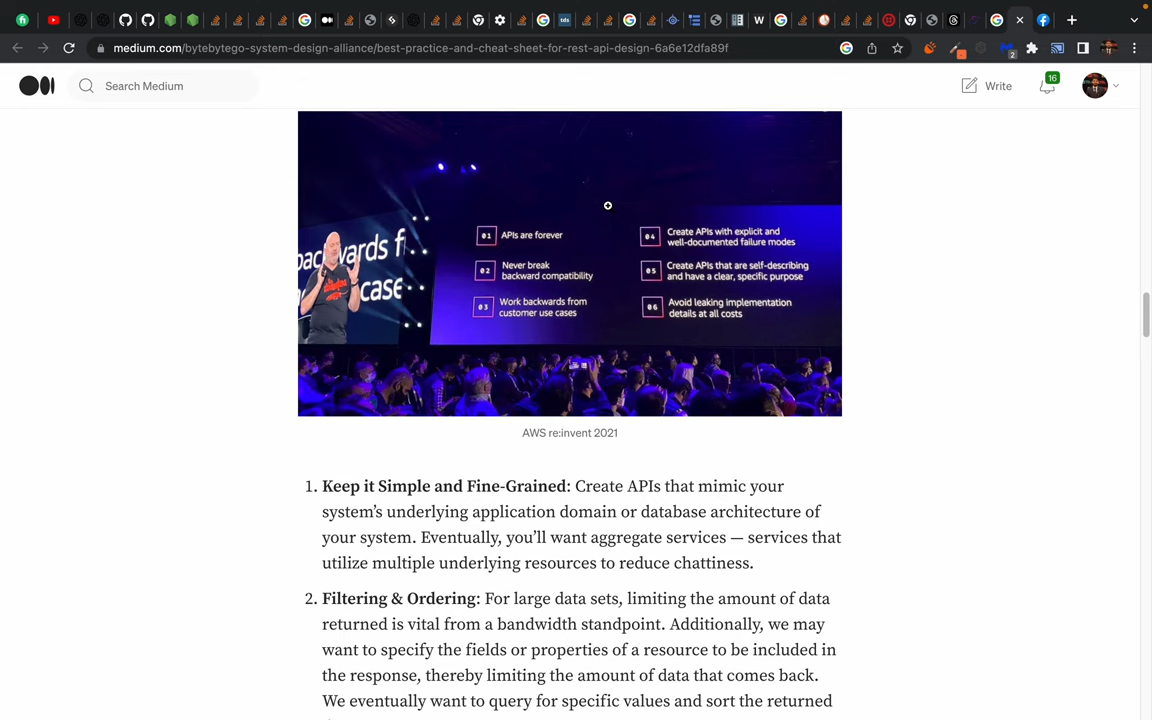 medium.com/bytebytego-system-design-alliance/best-practice-and-cheat-sheet-for-rest-api-design-6a6e12dfa89f
2
Search Medium
Write
16
01 APIs are forever
02 Never break
backward compatibility
03 Work backwards from
customer use cases
04 Create APIs with explicit and
well-documented failure modes
05 Create APIs that are self-describing
and have a clear, specific purpose
06 Avoid leaking implementation
details at all costs
AWS re:invent 2021
1. Keep it Simple and Fine-Grained: Create APIs that mimic your
system’s underlying application domain or database architecture of
your system. Eventually, you’ll want aggregate services — services that
utilize multiple underlying resources to reduce chattiness.
2. Filtering & Ordering: For large data sets, limiting the amount of data
returned is vital from a bandwidth standpoint. Additionally, we may
want to specify the fields or properties of a resource to be included in
the response, thereby limiting the amount of data that comes back.
We eventually want to query for specific values and sort the returned